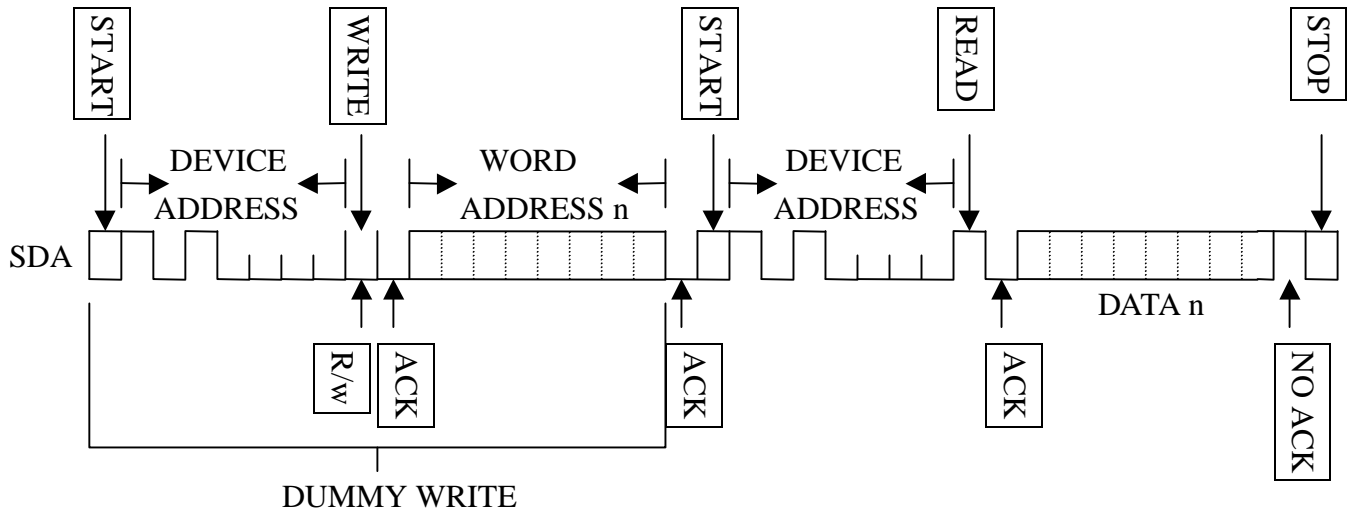 START
WRITE
START
READ
STOP
DEVICE
ADDRESS
WORD
ADDRESS n
DEVICE
ADDRESS
SDA
DATA n
R/w
ACK
ACK
ACK
NO ACK
DUMMY WRITE